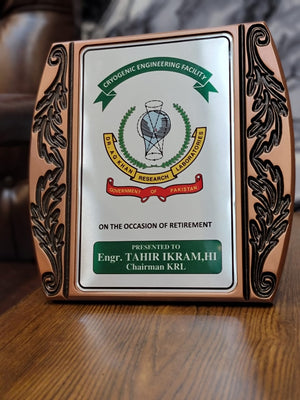 CRYOGENIC ENGINEERING FACILITY
DR. A.Q. KHAN RESEARCH LABORATORIES
GOVERNMENT OF PAKISTAN
ON THE OCCASION OF RETIREMENT
PRESENTED TO
Engr. TAHIR IKRAM,HI
Chairman KRL